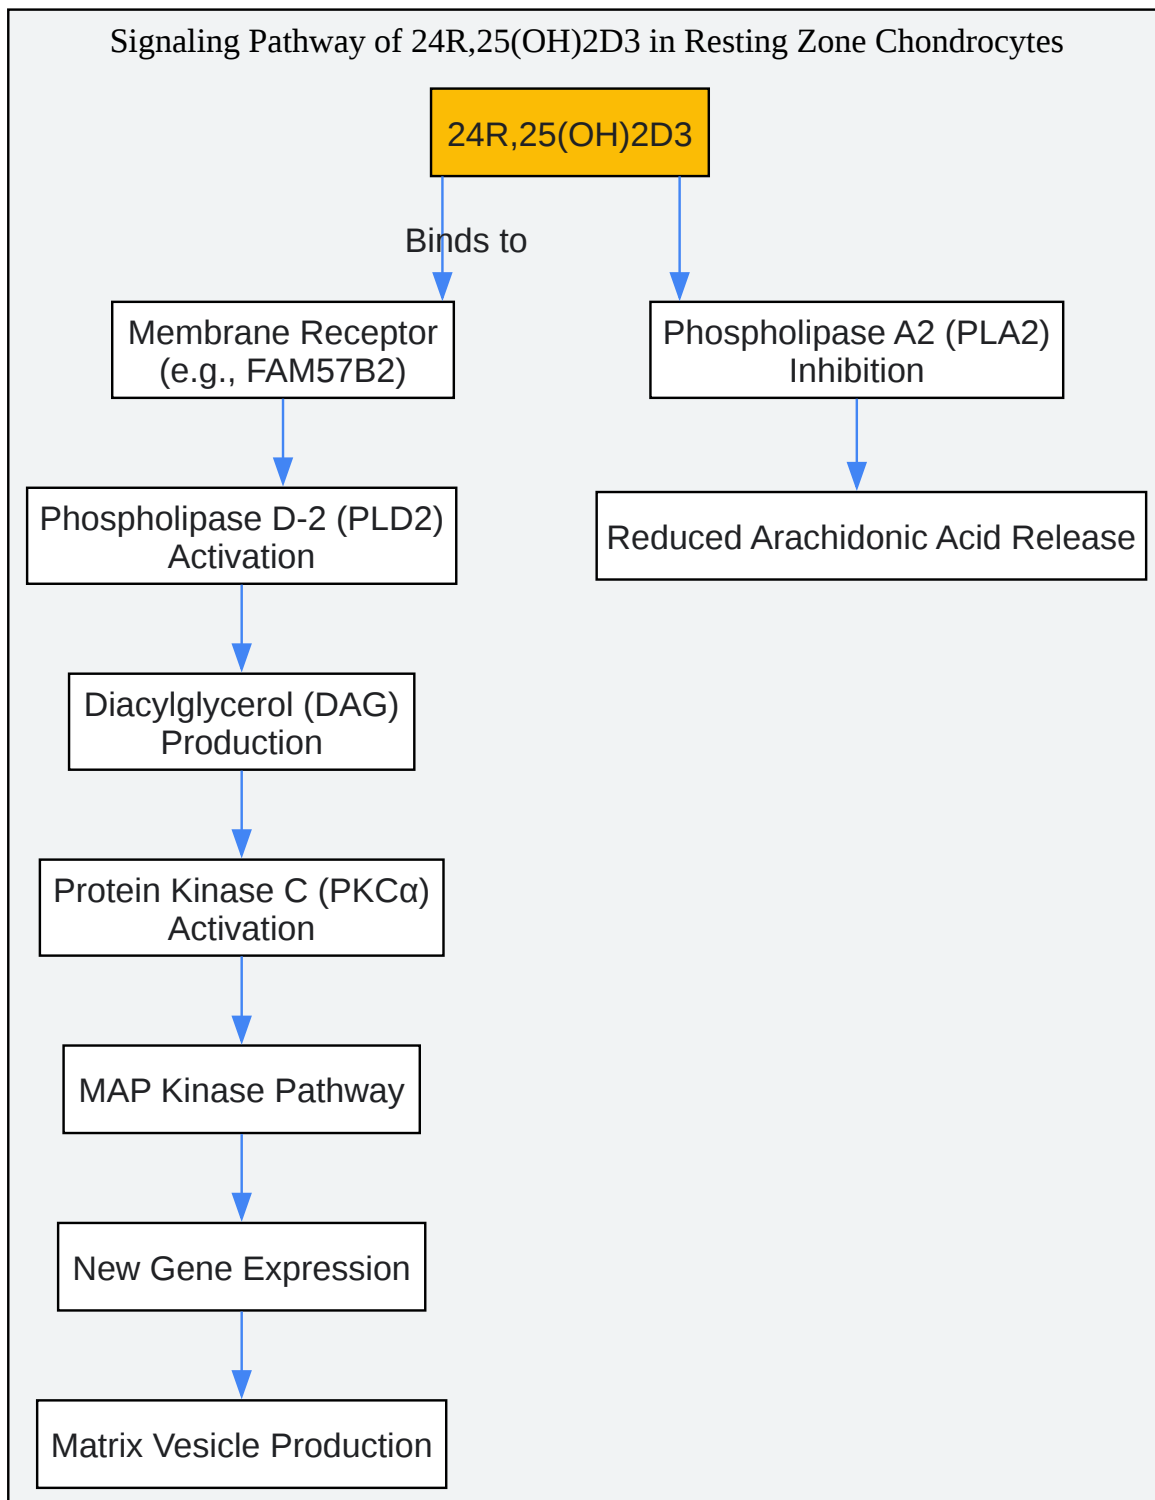 Signaling Pathway of 24R,25(OH)2D3 in Resting Zone Chondrocytes
24R,25(OH)2D3
Binds to
Membrane Receptor
(e.g., FAM57B2)
Phospholipase A2 (PLA2)
Inhibition
Phospholipase D-2 (PLD2)
Activation
Reduced Arachidonic Acid Release
Diacylglycerol (DAG)
Production
Protein Kinase C (PKCα)
Activation
MAP Kinase Pathway
New Gene Expression
Matrix Vesicle Production